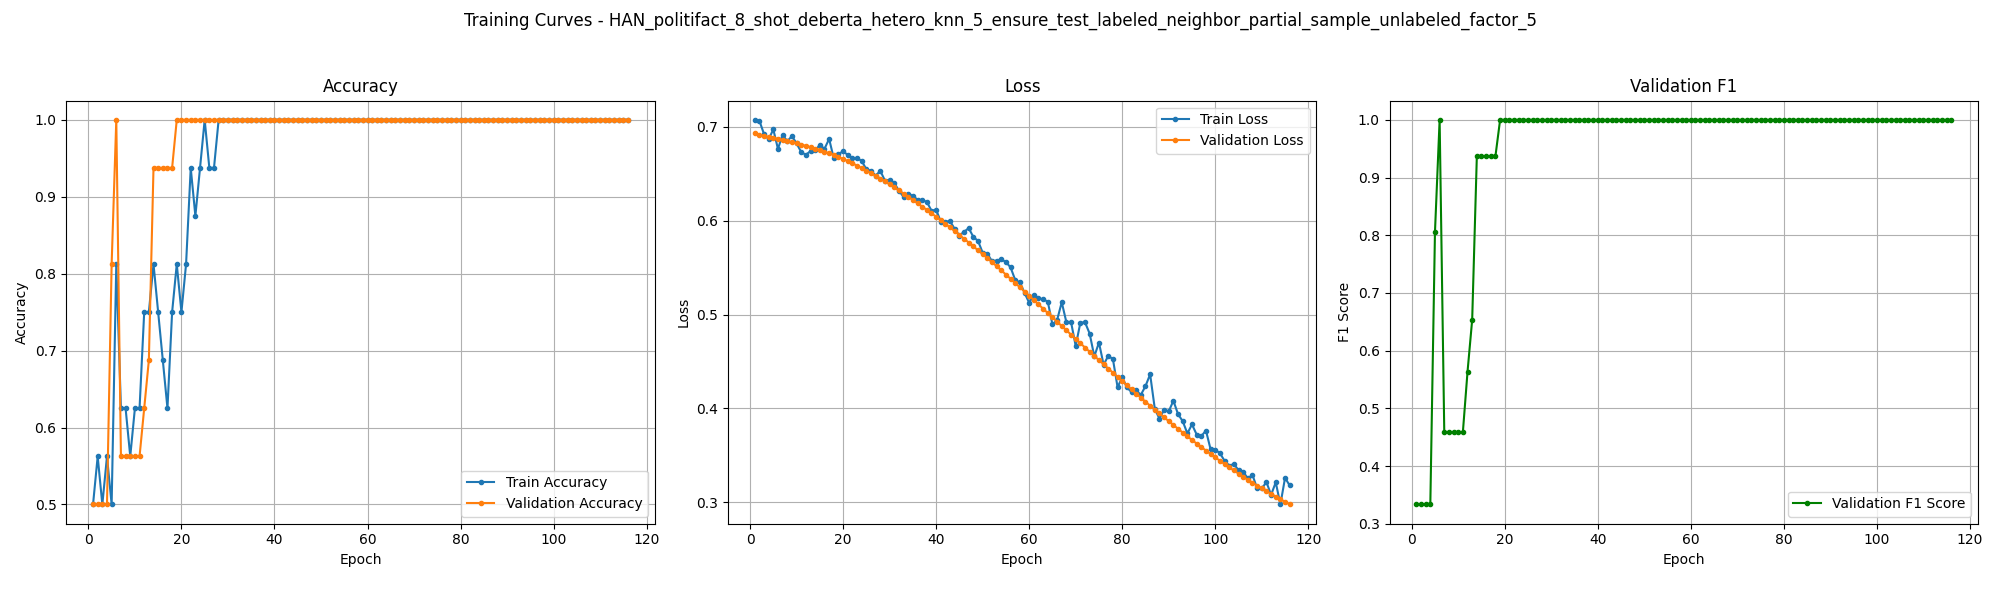 Training Curves - HAN_politifact_8_shot_deberta_hetero_knn_5_ensure_test_labeled_neighbor_partial_sample_unlabeled_factor_5
Accuracy
1.0
0.9
0.8
0.7
0.6
0.5
Accuracy
Train Accuracy
Validation Accuracy
0 20 40 60 80 100 120
Epoch
Loss
0.7
0.6
0.5
0.4
0.3
Loss
Train Loss
Validation Loss
0 20 40 60 80 100 120
Epoch
Validation F1
1.0
0.9
0.8
0.7
0.6
0.5
0.4
0.3
F1 Score
Validation F1 Score
0 20 40 60 80 100 120
Epoch